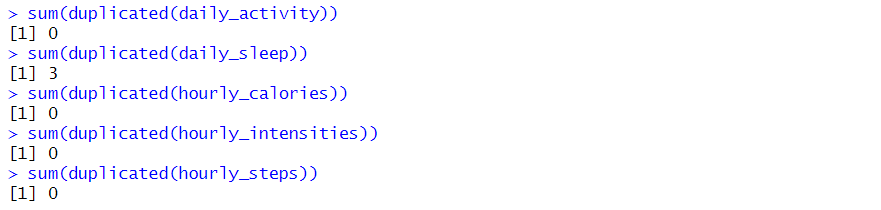 > sum(duplicated(daily_activity))
[1] 0
> sum(duplicated(daily_sleep))
[1] 3
> sum(duplicated(hourly_calories))
[1] 0
> sum(duplicated(hourly_intensities))
[1] 0
> sum(duplicated(hourly_steps))
[1] 0